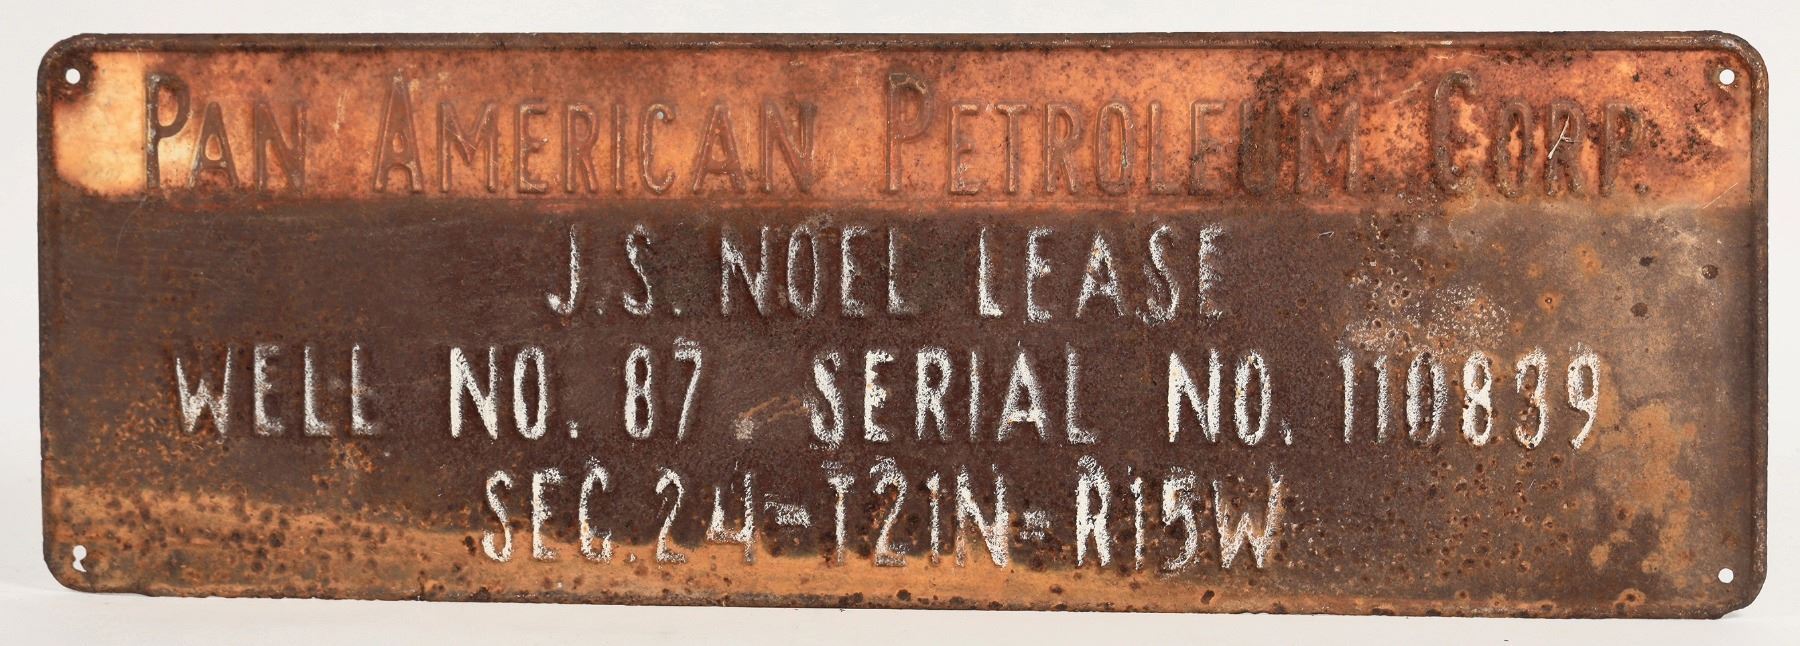 PAN AMERICAN PETROLEUM CORP.
J.S. NOEL LEASE
WELL NO. 87. SERIAL NO. 110839
SEC.24-T21N-R15W